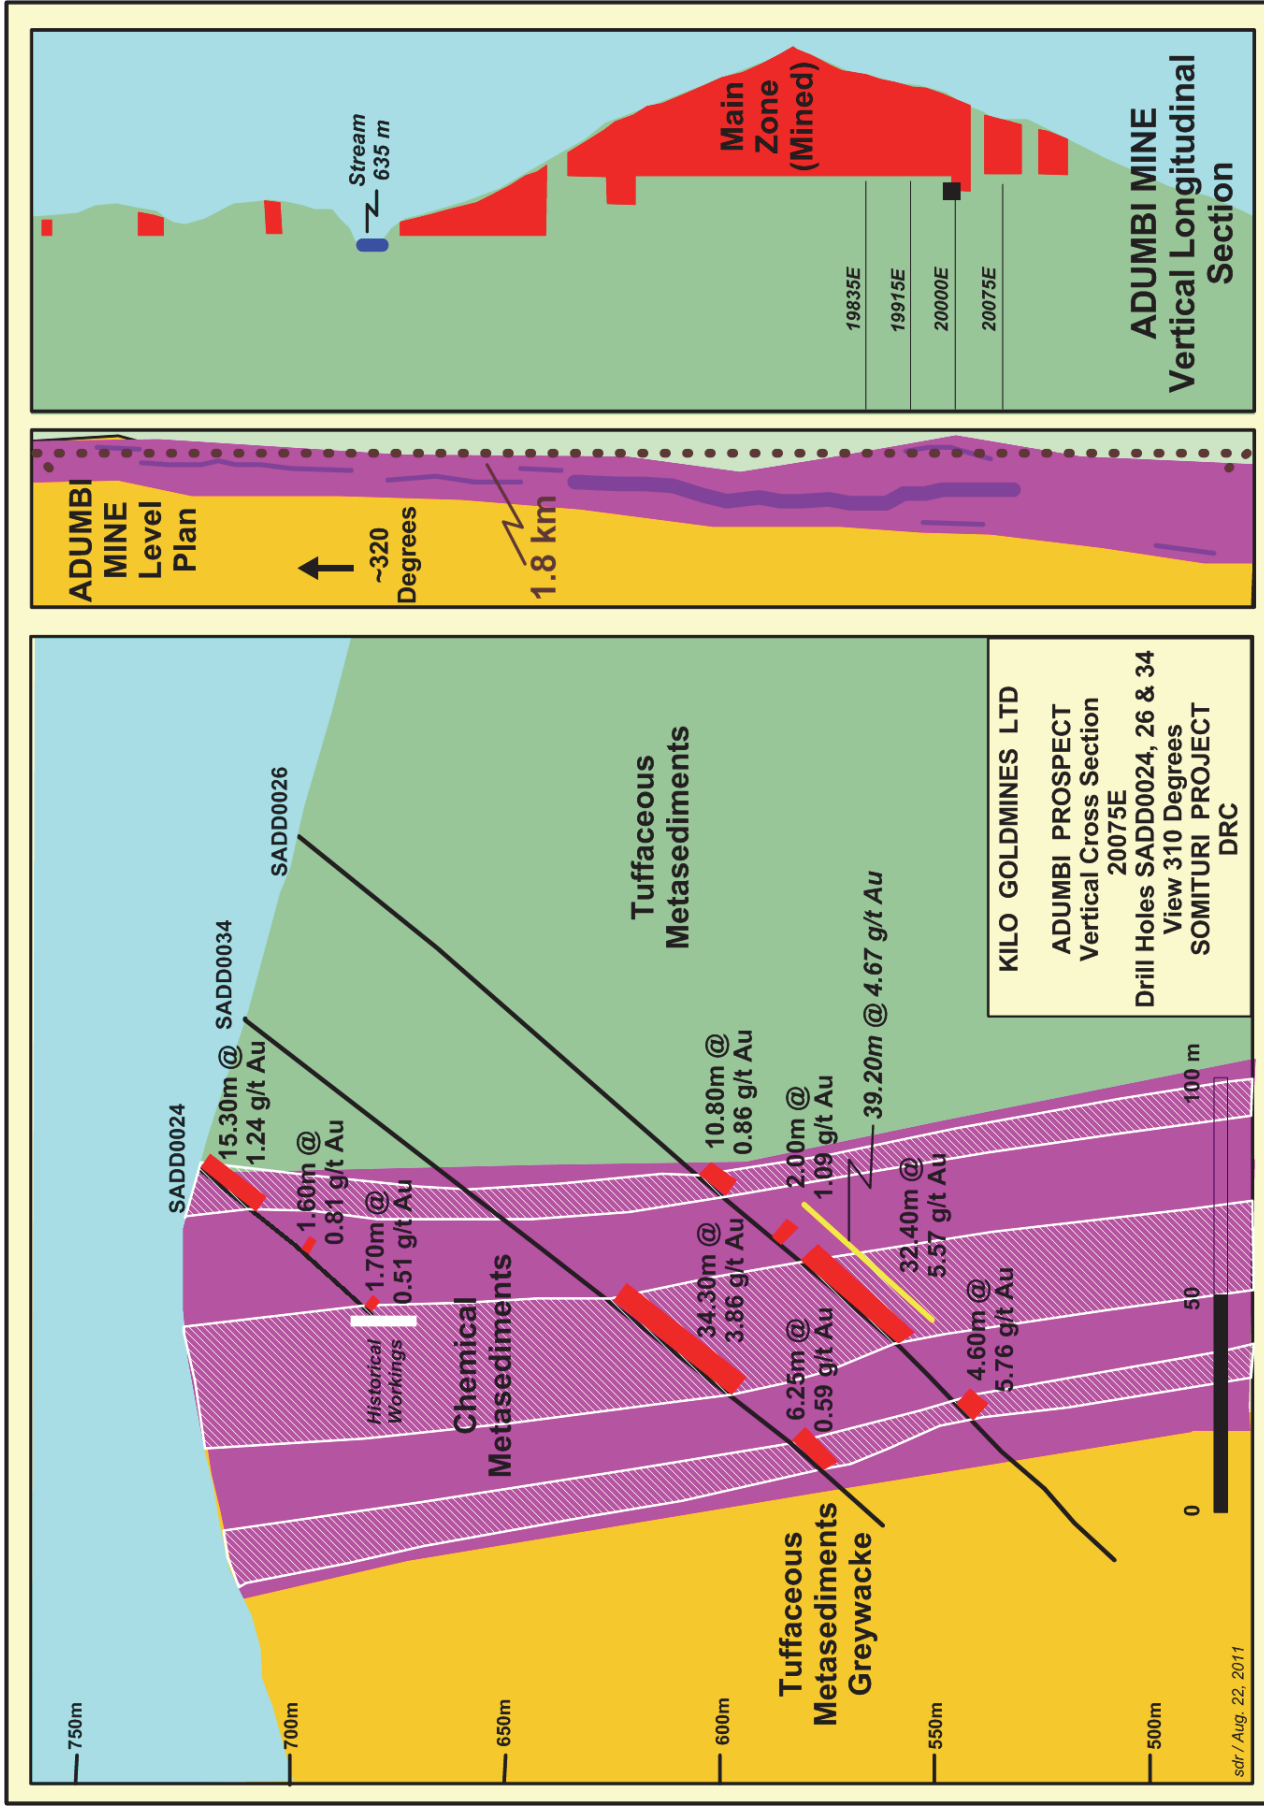 750m
700m
650m
600m
550m
500m
SADD0024
SADD0034
SADD0026
15.30m @
1.24 g/t Au
1.60m @
0.81 g/t Au
1.70m @
0.51 g/t Au
Historical
Workings
Chemical
Metasediments
34.30m @
3.86 g/t Au
6.25m @
0.59 g/t Au
10.80m @
0.86 g/t Au
2.00m @
1.09 g/t Au
39.20m @ 4.67 g/t Au
32.40m @
5.57 g/t Au
4.60m @
5.76 g/t Au
Tuffaceous
Metasediments
Tuffaceous
Metasediments
Greywacke
0
50
100 m
sdr / Aug. 22, 2011
KILO GOLDMINES LTD
ADUMBI PROSPECT
Vertical Cross Section
20075E
Drill Holes SADD0024, 26 & 34
View 310 Degrees
SOMITURI PROJECT
DRC
ADUMBI
MINE
Level
Plan
~320
Degrees
1.8 km
Stream
635 m
Main
Zone
(Mined)
19835E
19915E
20000E
20075E
ADUMBI MINE
Vertical Longitudinal
Section